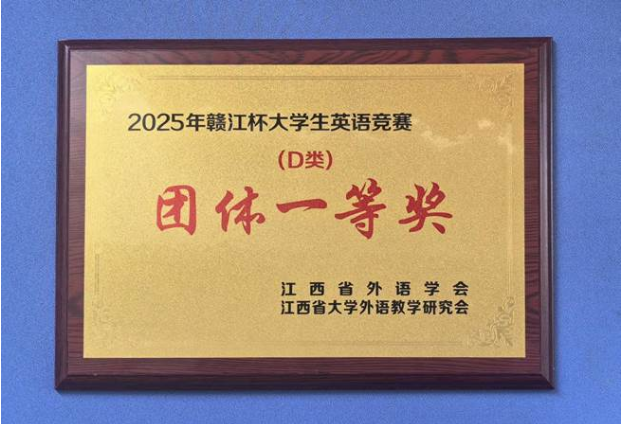 2025年赣江杯大学生英语竞赛
(D类)
团体一等奖
江西省外语学会
江西省大学外语教学研究会